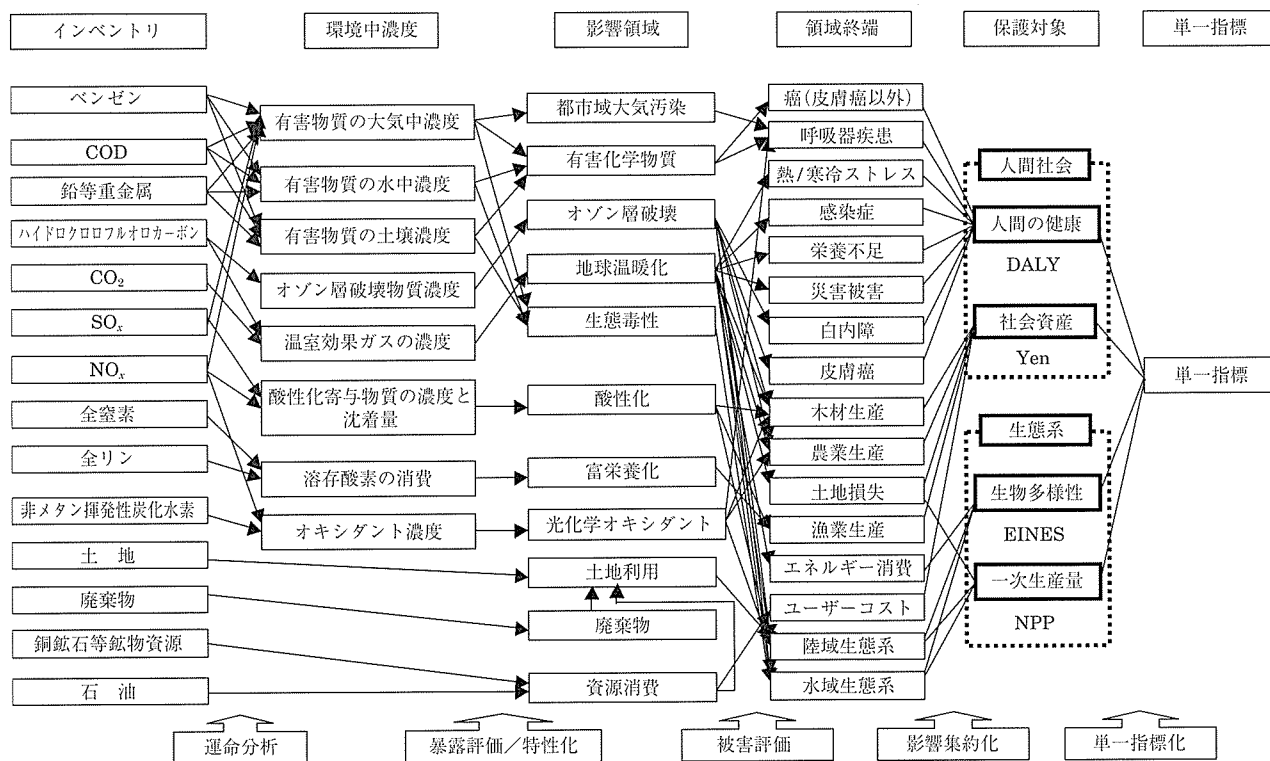 インベントリ
環境中濃度
影響領域
領域終端
保護対象
単一指標
ベンゼン
COD
鉛等重金属
ハイドロクロロフルオロカーボン
CO₂
SOₓ
NOₓ
全窒素
全リン
非メタン揮発性炭化水素
土 地
廃棄物
銅鉱石等鉱物資源
石 油
有害物質の大気中濃度
有害物質の水中濃度
有害物質の土壌濃度
オゾン層破壊物質濃度
温室効果ガスの濃度
酸性化寄与物質の濃度と
沈着量
溶存酸素の消費
オキシダント濃度
都市域大気汚染
有害化学物質
オゾン層破壊
地球温暖化
生態毒性
酸性化
富栄養化
光化学オキシダント
土地利用
廃棄物
資源消費
癌(皮膚癌以外)
呼吸器疾患
熱/寒冷ストレス
感染症
栄養不足
災害被害
白内障
皮膚癌
木材生産
農業生産
土地損失
漁業生産
エネルギー消費
ユーザーコスト
陸域生態系
水域生態系
人間社会
人間の健康
DALY
社会資産
Yen
生態系
生物多様性
EINES
一次生産量
NPP
単一指標
運命分析
暴露評価/特性化
被害評価
影響集約化
単一指標化